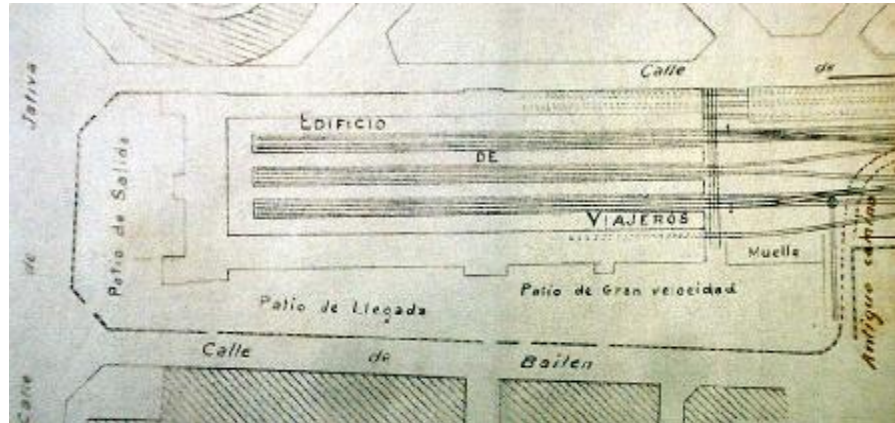 Calle de
EDIFICIO
DE
VIAJEROS
Muelle
Patio de Salida
Patio de Llegada
Patio de Gran velocidad
Antiguo camino
Calle de Bailen
Calle de Jativa